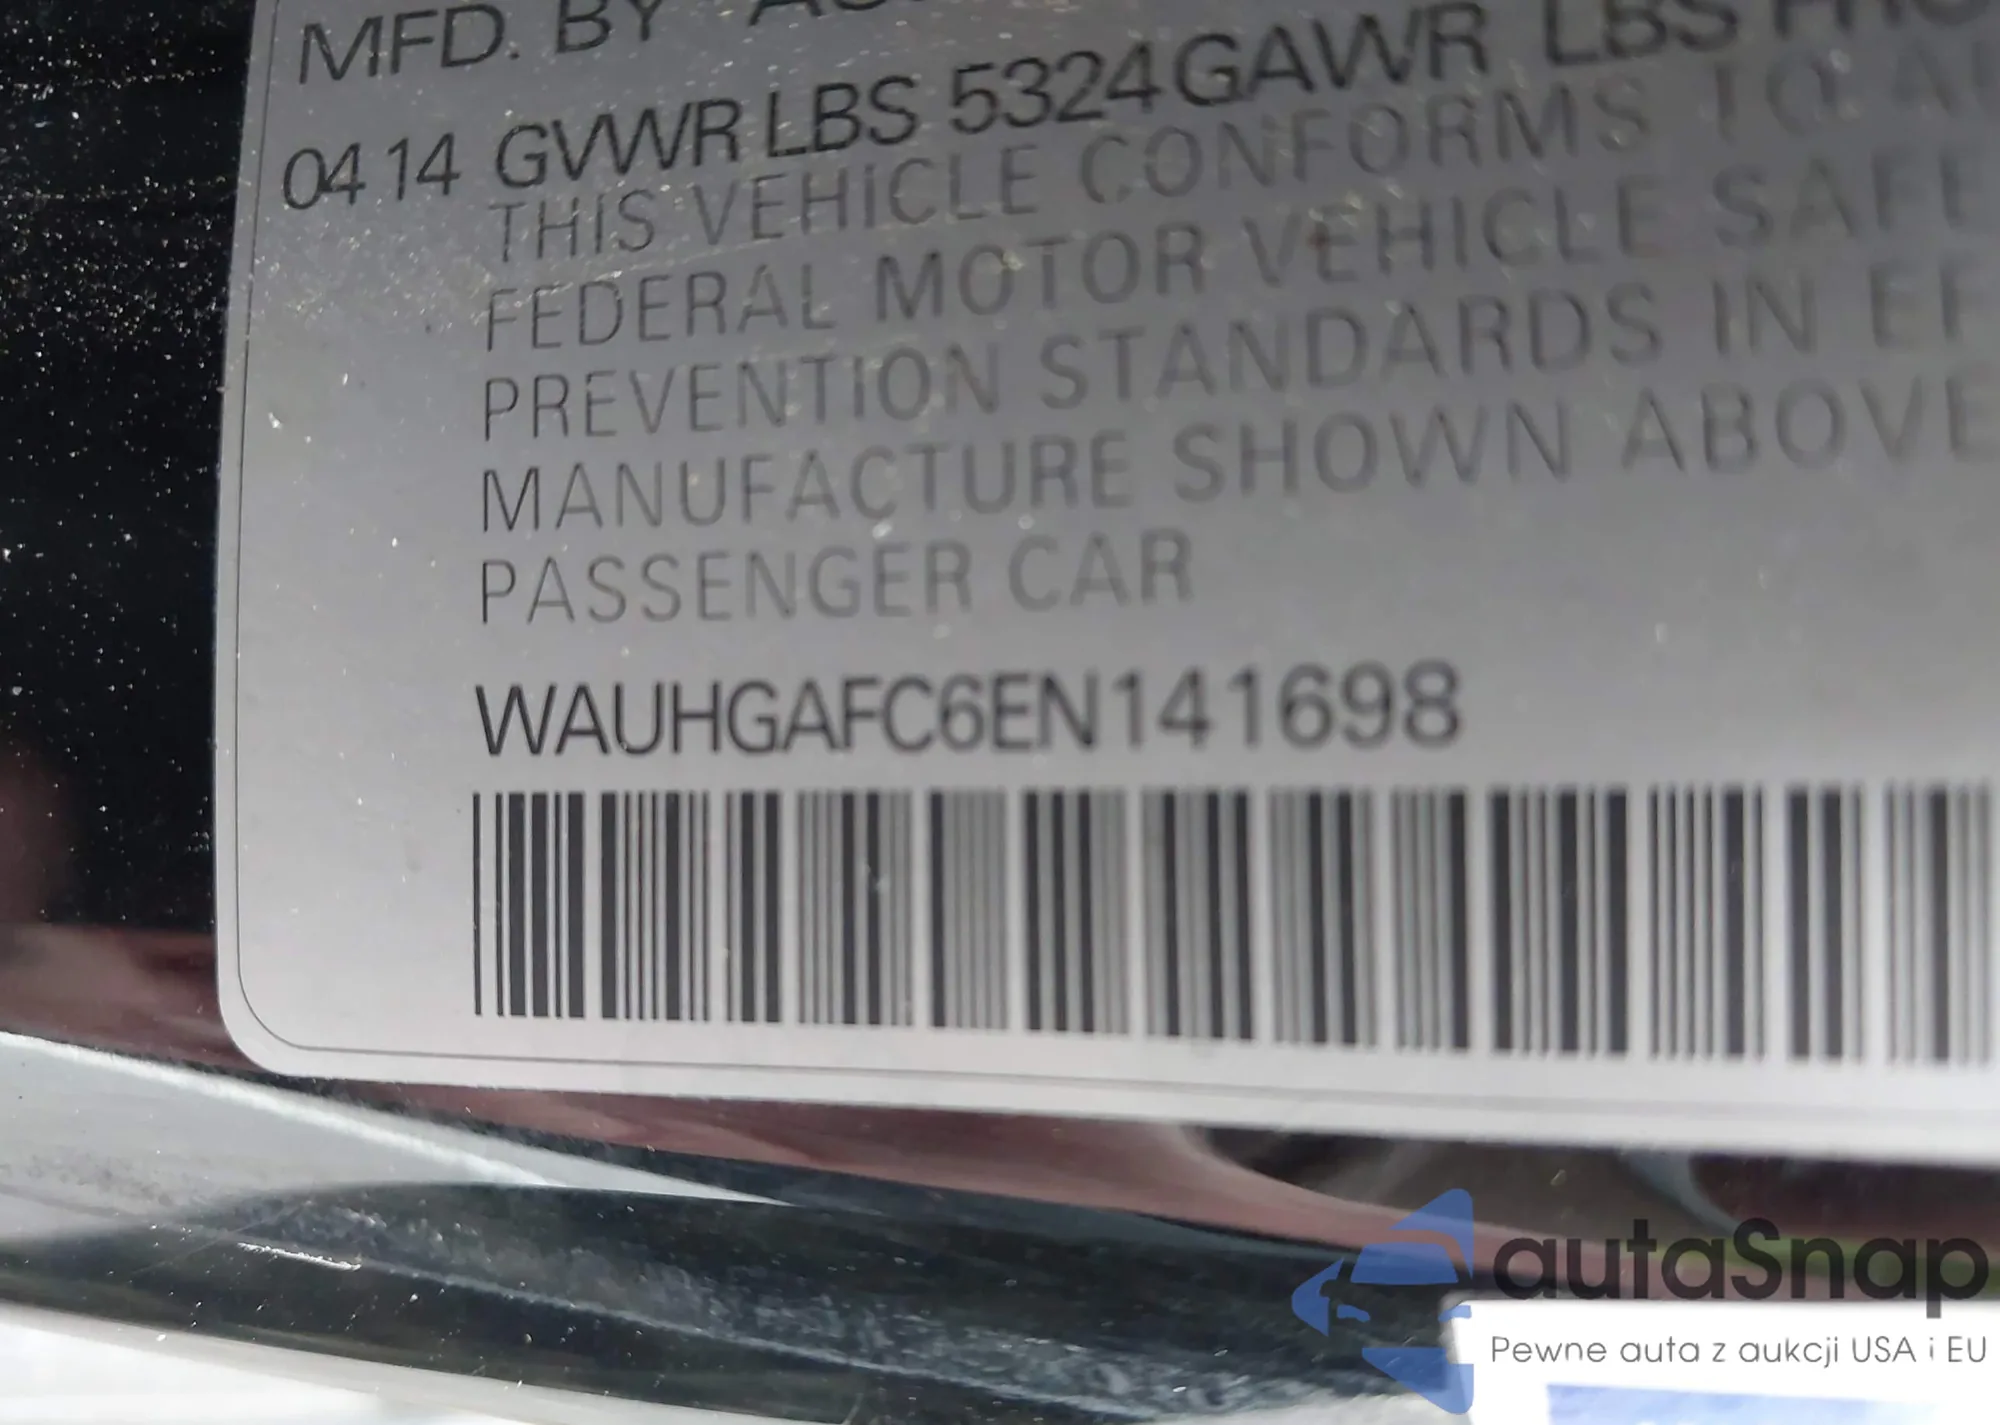 MFD. BY
04 14 GVWR LBS 5324 GAWR LBS
THIS VEHICLE CONFORMS TO
FEDERAL MOTOR VEHICLE
PREVENTION STANDARDS IN
MANUFACTURE SHOWN ABOVE
PASSENGER CAR
WAUHGAFC6EN141698
autaSnap
Pewne auta z aukcji USA i EU